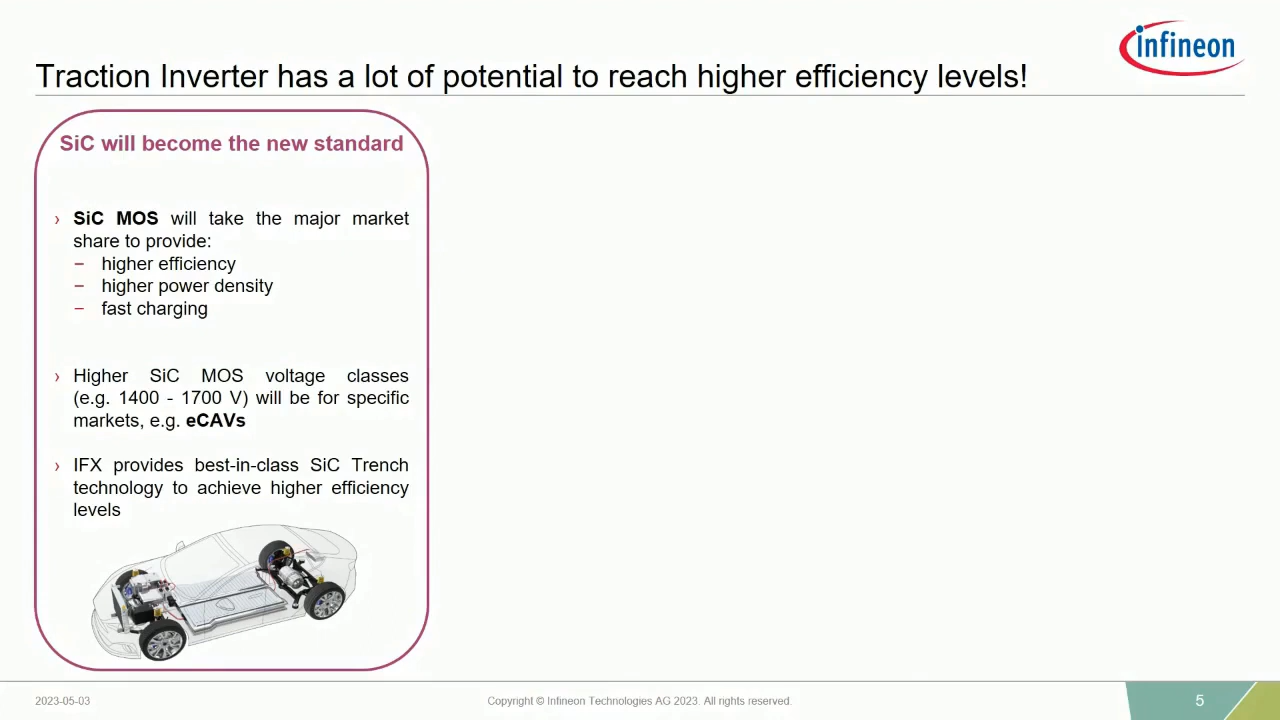 infineon
Traction Inverter has a lot of potential to reach higher efficiency levels!
SiC will become the new standard
› SiC MOS will take the major market
share to provide:
– higher efficiency
– higher power density
– fast charging
› Higher SiC MOS voltage classes
(e.g. 1400 - 1700 V) will be for specific
markets, e.g. eCAVs
› IFX provides best-in-class SiC Trench
technology to achieve higher efficiency
levels
2023-05-03
Copyright © Infineon Technologies AG 2023. All rights reserved.
5